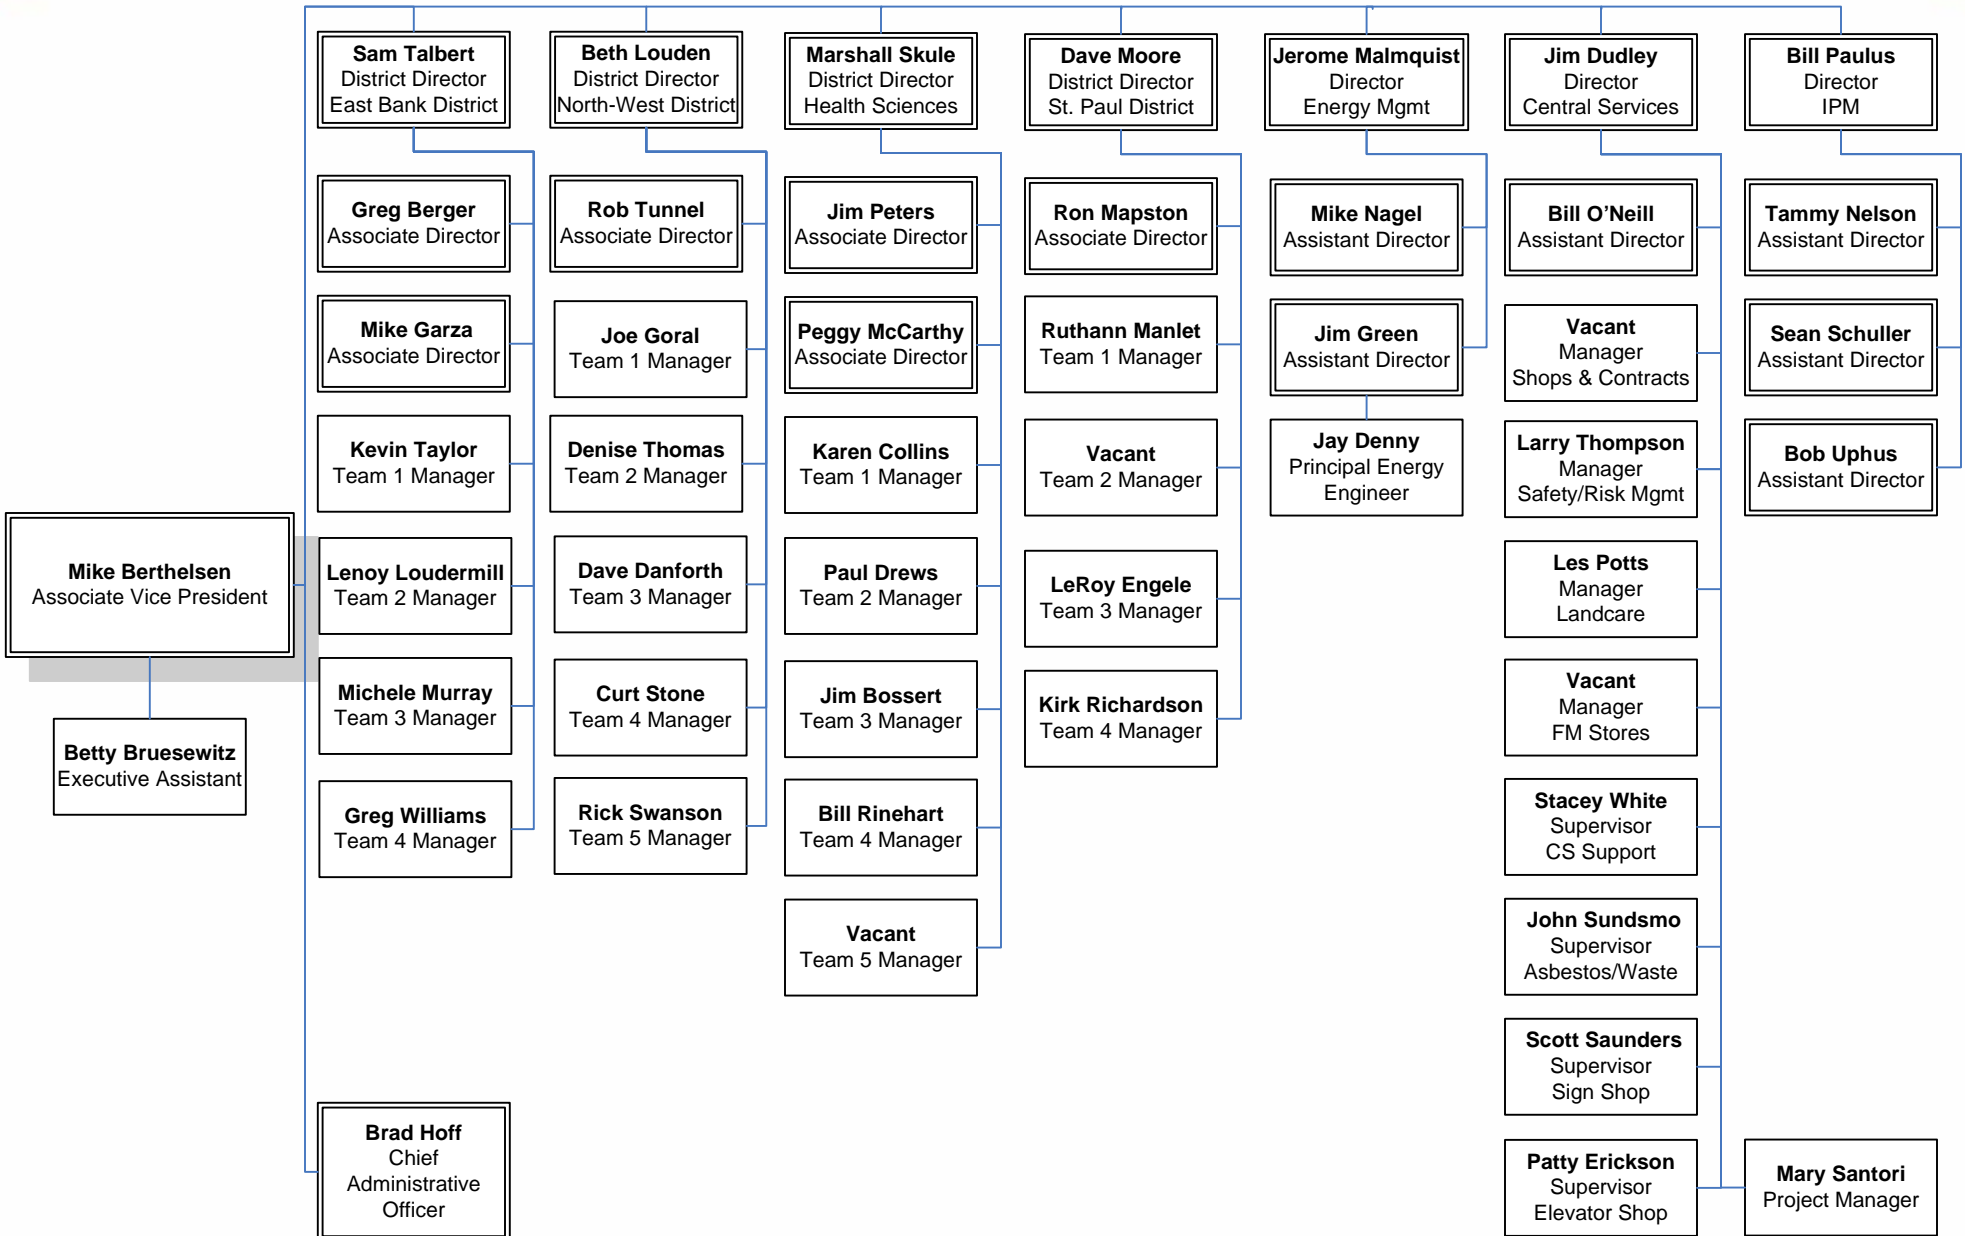 Mike Berthelsen
Associate Vice President
Betty Bruesewitz
Executive Assistant
Sam Talbert
District Director
East Bank District
Greg Berger
Associate Director
Mike Garza
Associate Director
Kevin Taylor
Team 1 Manager
Lenoy Loudermill
Team 2 Manager
Michele Murray
Team 3 Manager
Greg Williams
Team 4 Manager
Brad Hoff
Chief
Administrative
Officer
Beth Louden
District Director
North-West District
Rob Tunnel
Associate Director
Joe Goral
Team 1 Manager
Denise Thomas
Team 2 Manager
Dave Danforth
Team 3 Manager
Curt Stone
Team 4 Manager
Rick Swanson
Team 5 Manager
Marshall Skule
District Director
Health Sciences
Jim Peters
Associate Director
Peggy McCarthy
Associate Director
Karen Collins
Team 1 Manager
Paul Drews
Team 2 Manager
Jim Bossert
Team 3 Manager
Bill Rinehart
Team 4 Manager
Vacant
Team 5 Manager
Dave Moore
District Director
St. Paul District
Ron Mapston
Associate Director
Ruthann Manlet
Team 1 Manager
Vacant
Team 2 Manager
LeRoy Engele
Team 3 Manager
Kirk Richardson
Team 4 Manager
Jerome Malmquist
Director
Energy Mgmt
Mike Nagel
Assistant Director
Jim Green
Assistant Director
Jay Denny
Principal Energy
Engineer
Jim Dudley
Director
Central Services
Bill O’Neill
Assistant Director
Vacant
Manager
Shops & Contracts
Larry Thompson
Manager
Safety/Risk Mgmt
Les Potts
Manager
Landcare
Vacant
Manager
FM Stores
Stacey White
Supervisor
CS Support
John Sundsmo
Supervisor
Asbestos/Waste
Scott Saunders
Supervisor
Sign Shop
Patty Erickson
Supervisor
Elevator Shop
Bill Paulus
Director
IPM
Tammy Nelson
Assistant Director
Sean Schuller
Assistant Director
Bob Uphus
Assistant Director
Mary Santori
Project Manager